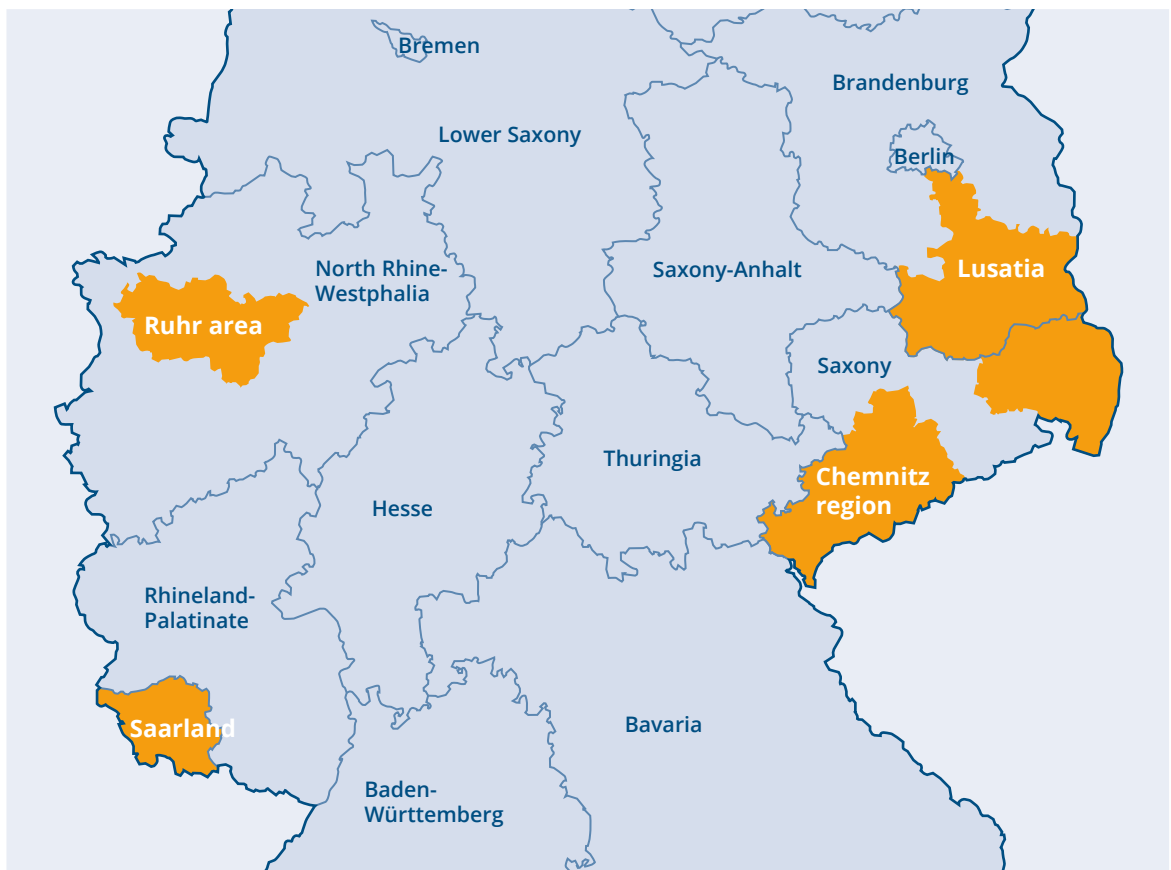 Bremen
Brandenburg
Lower Saxony
Berlin
North Rhine-
Westphalia
Saxony-Anhalt
Lusatia
Ruhr area
Saxony
Thuringia
Chemnitz
region
Hesse
Rhineland-
Palatinate
Saarland
Bavaria
Baden-
Württemberg